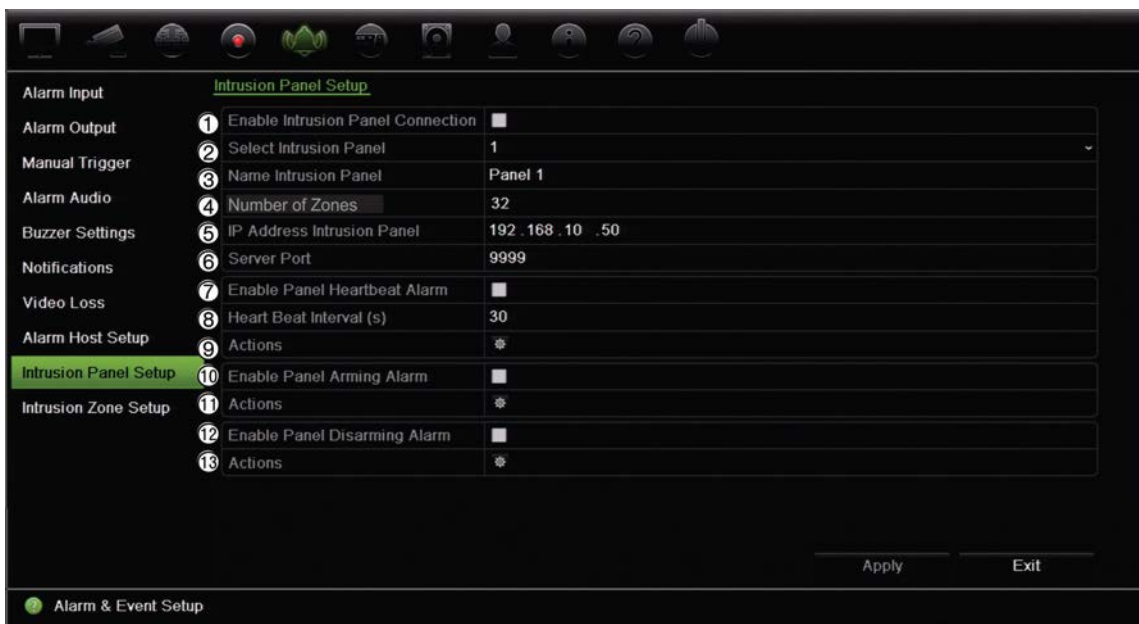 Alarm Input
Alarm Output
Manual Trigger
Alarm Audio
Buzzer Settings
Notifications
Video Loss
Alarm Host Setup
Intrusion Panel Setup
Intrusion Zone Setup
Intrusion Panel Setup
① Enable Intrusion Panel Connection
② Select Intrusion Panel 1
③ Name Intrusion Panel Panel 1
④ Number of Zones 32
⑤ IP Address Intrusion Panel 192 .168 .10 .50
⑥ Server Port 9999
⑦ Enable Panel Heartbeat Alarm
⑧ Heart Beat Interval (s) 30
⑨ Actions
⑩ Enable Panel Arming Alarm
⑪ Actions
⑫ Enable Panel Disarming Alarm
⑬ Actions
Apply Exit
? Alarm & Event Setup